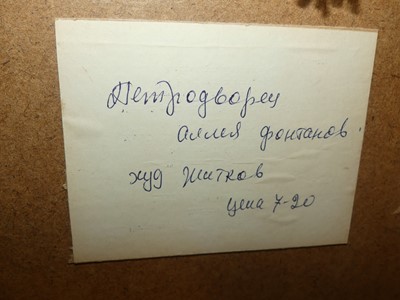 Петродворец
аллея фонтанов.
худ Житков
цена 7-20